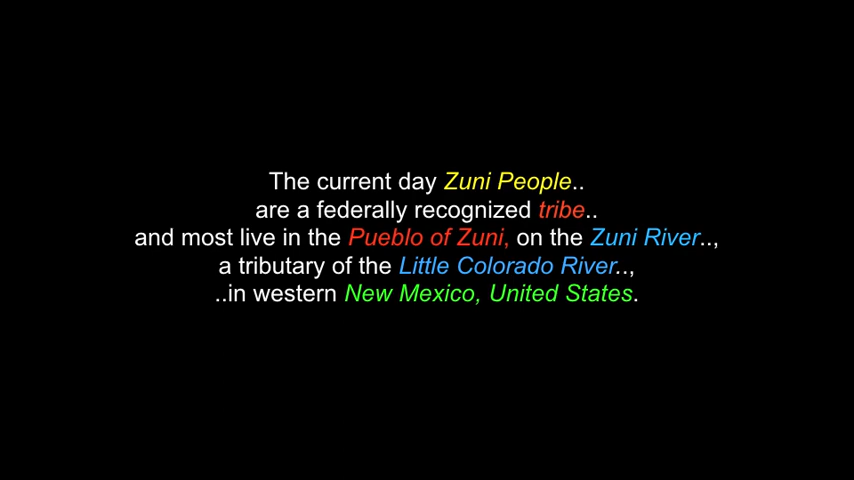 The current day Zuni People..
are a federally recognized tribe..
and most live in the Pueblo of Zuni, on the Zuni River..,
a tributary of the Little Colorado River..,
..in western New Mexico, United States.